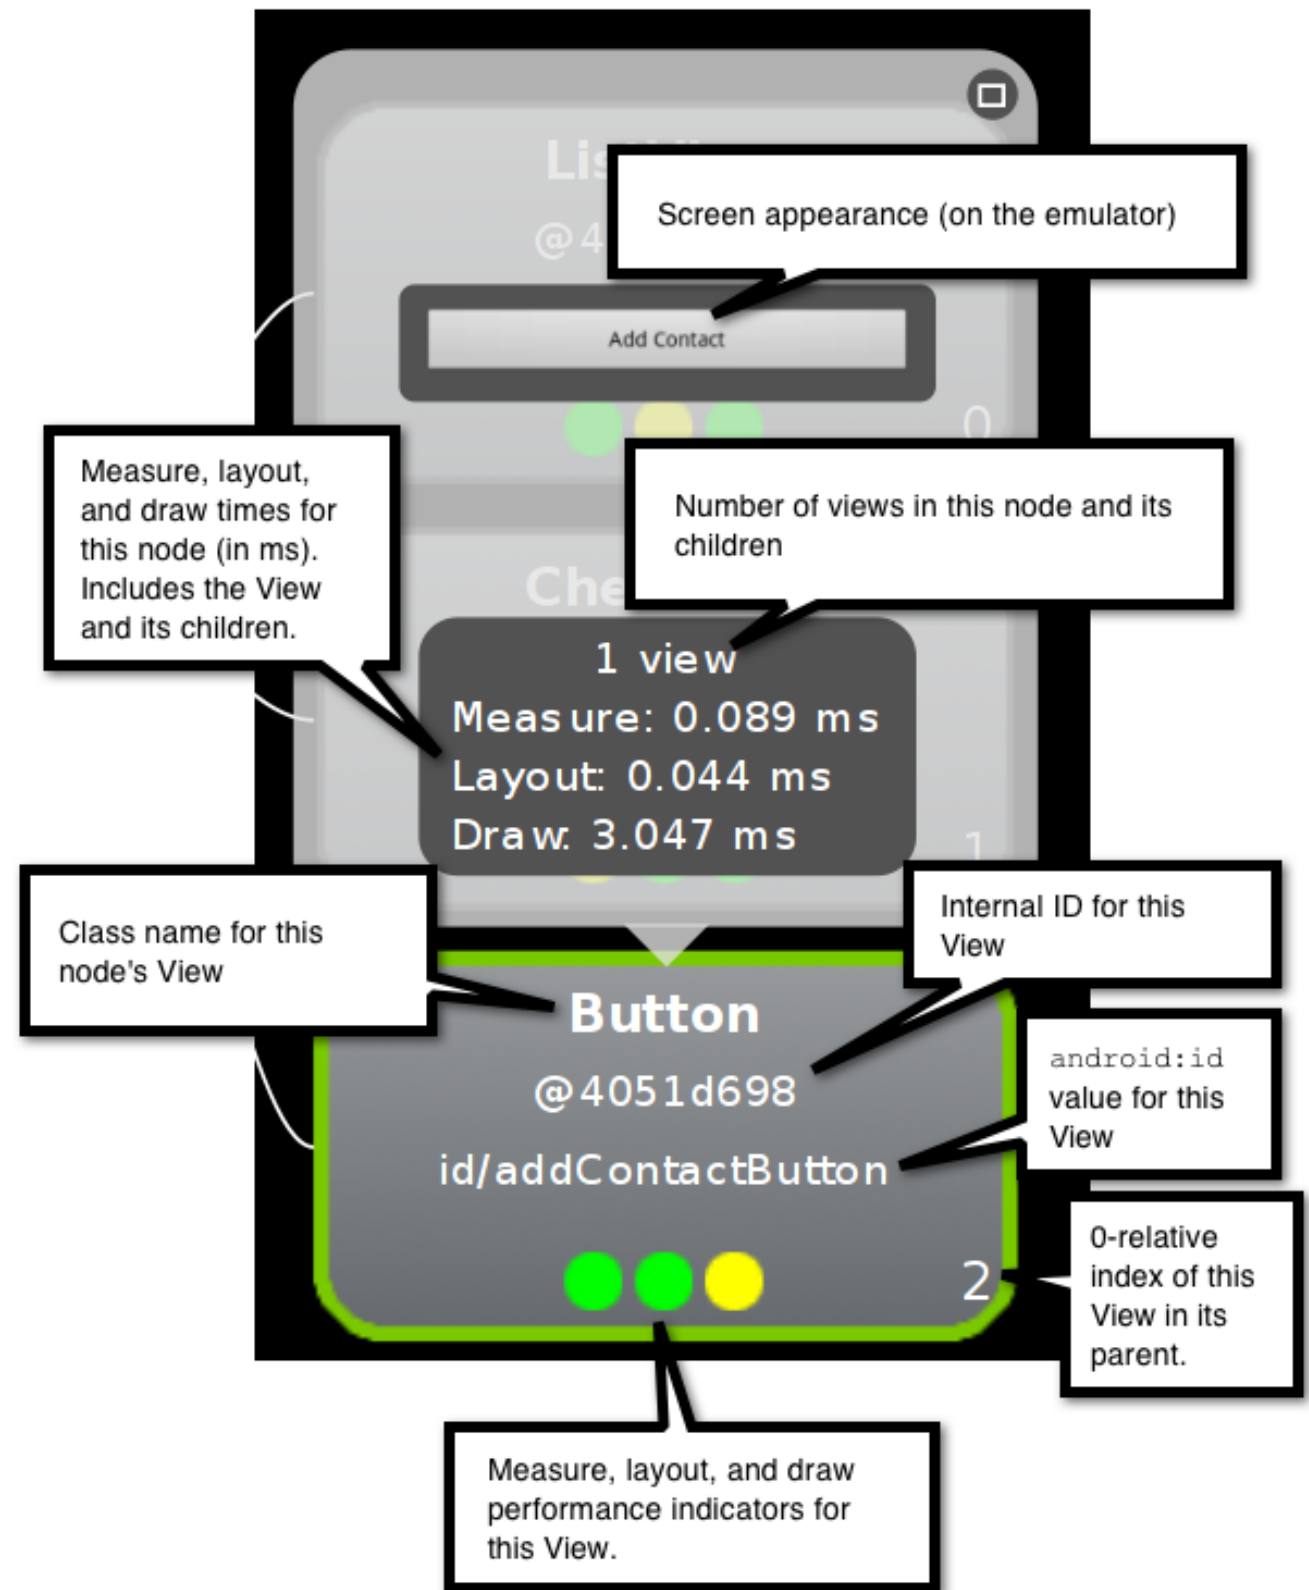 Screen appearance (on the emulator)
Add Contact
0
Measure, layout,
and draw times for
this node (in ms).
Includes the View
and its children.
Number of views in this node and its
children
1 view
Measure: 0.089 ms
Layout: 0.044 ms
Draw: 3.047 ms
1
Class name for this
node's View
Internal ID for this
View
Button
@4051d698
android:id
value for this
View
id/addContactButton
2
0-relative
index of this
View in its
parent.
Measure, layout, and draw
performance indicators for
this View.